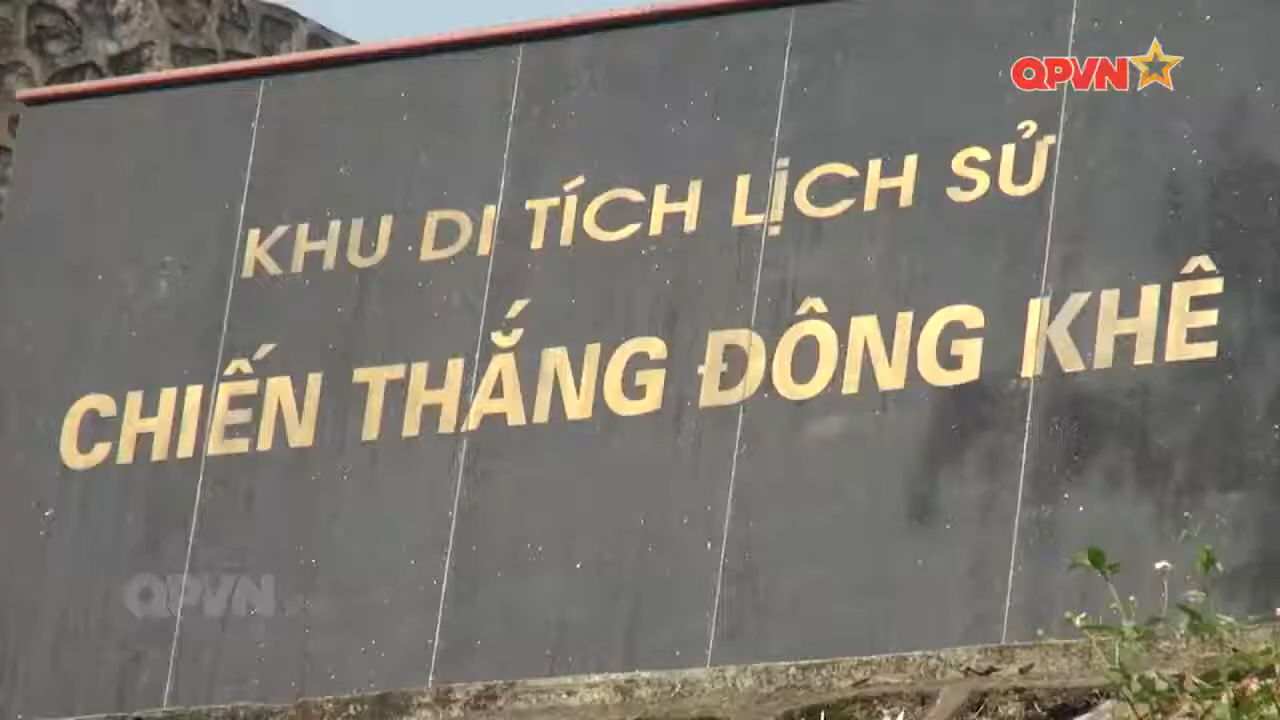 QPVN
KHU DI TÍCH LỊCH SỬ
CHIẾN THẮNG ĐÔNG KHÊ
QPVN